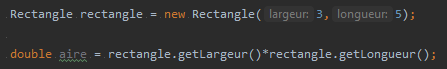 Rectangle rectangle = new Rectangle( largeur: 3, longueur: 5);
double aire = rectangle.getLargeur()*rectangle.getLongueur();